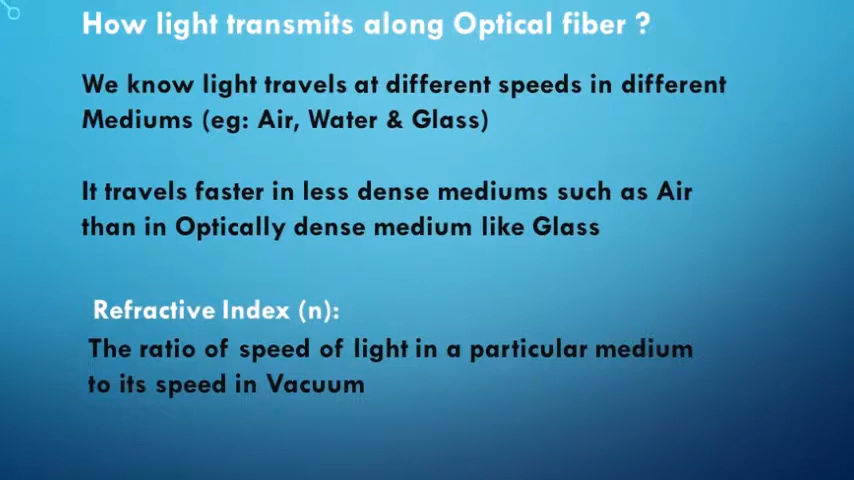 How light transmits along Optical fiber ?
We know light travels at different speeds in different
Mediums (eg: Air, Water & Glass)
It travels faster in less dense mediums such as Air
than in Optically dense medium like Glass
Refractive Index (n):
The ratio of speed of light in a particular medium
to its speed in Vacuum